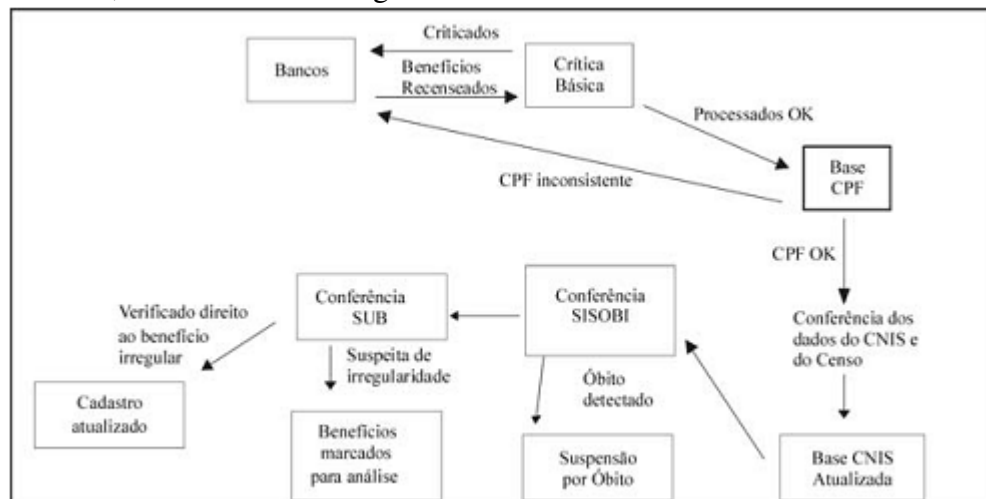 Criticados
Bancos
Benefícios
Recenseados
Crítica
Básica
Processados OK
CPF inconsistente
Base
CPF
CPF OK
Conferência
SUB
Conferência
SISOBI
Verificado direito
ao benefício
irregular
Suspeita de
irregularidade
Óbito
detectado
Conferência dos
dados do CNIS e
do Censo
Cadastro
atualizado
Benefícios
marcados
para análise
Suspensão
por Óbito
Base CNIS
Atualizada